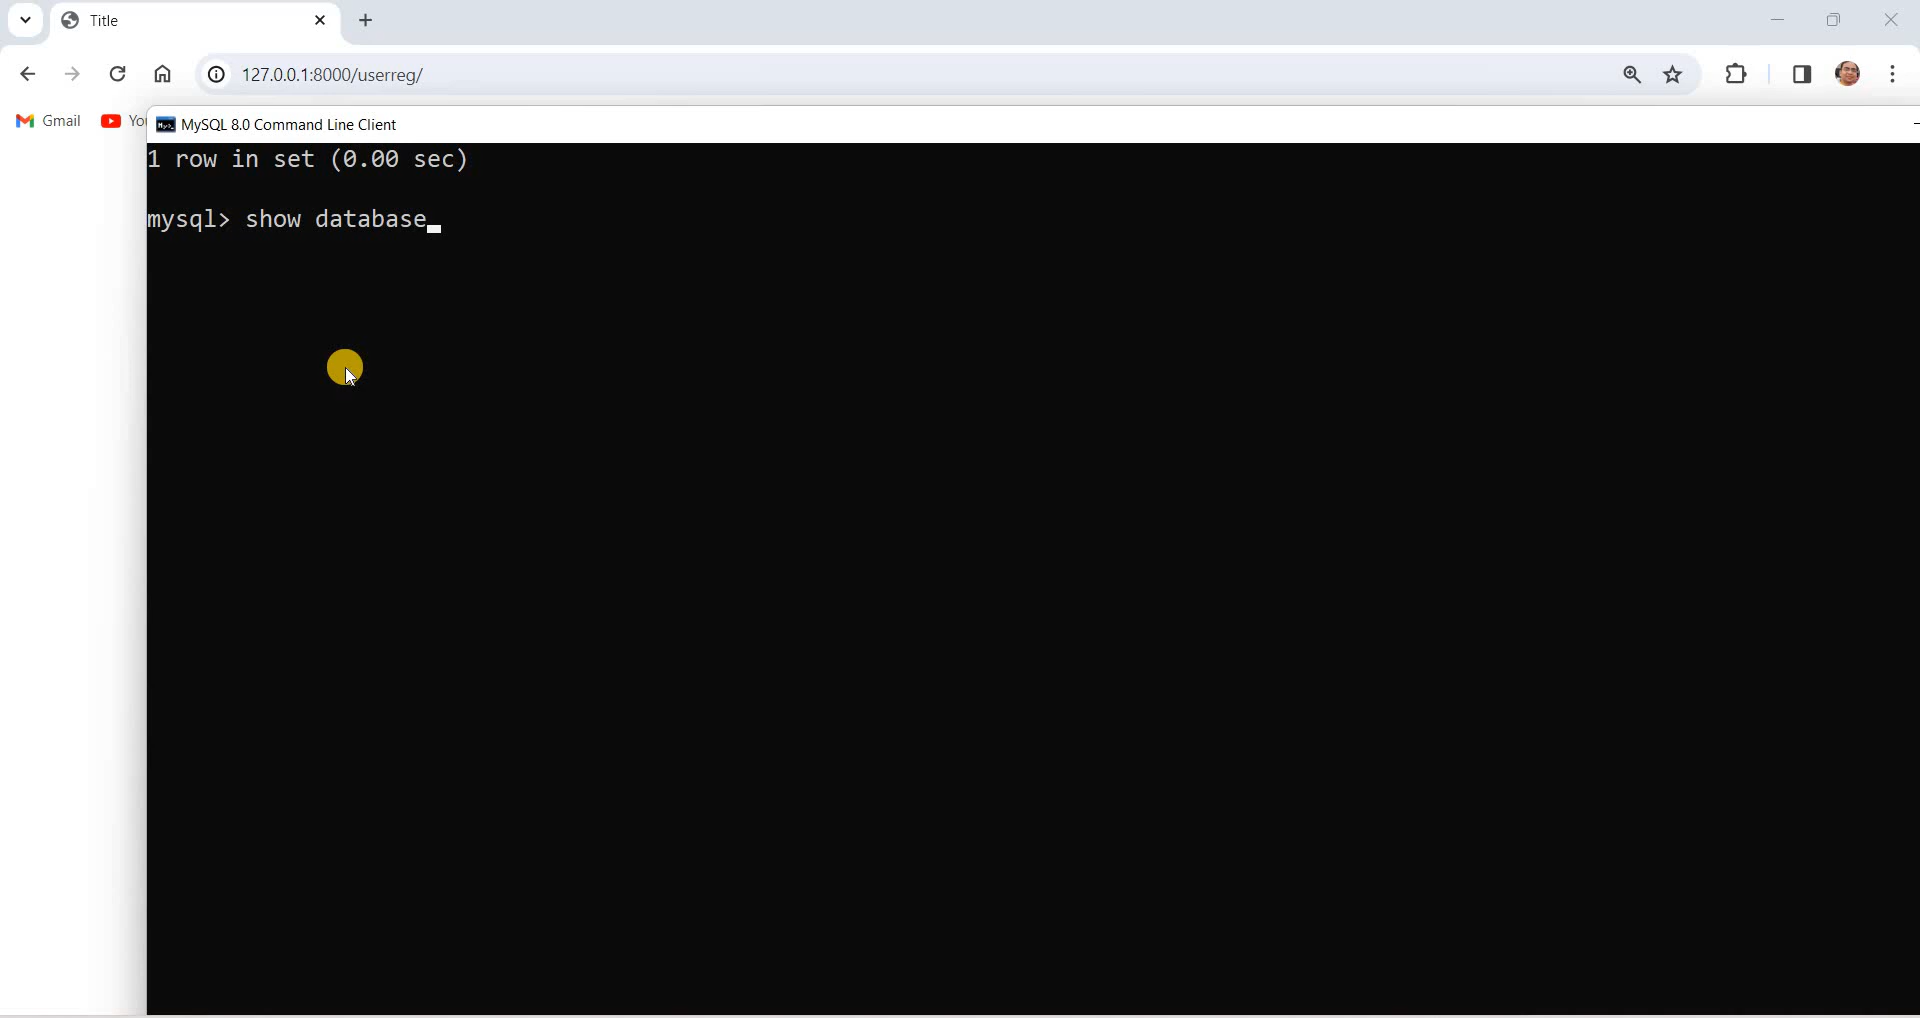 Title
127.0.0.1:8000/userreg/
Gmail
MySQL 8.0 Command Line Client
1 row in set (0.00 sec)
mysql> show database